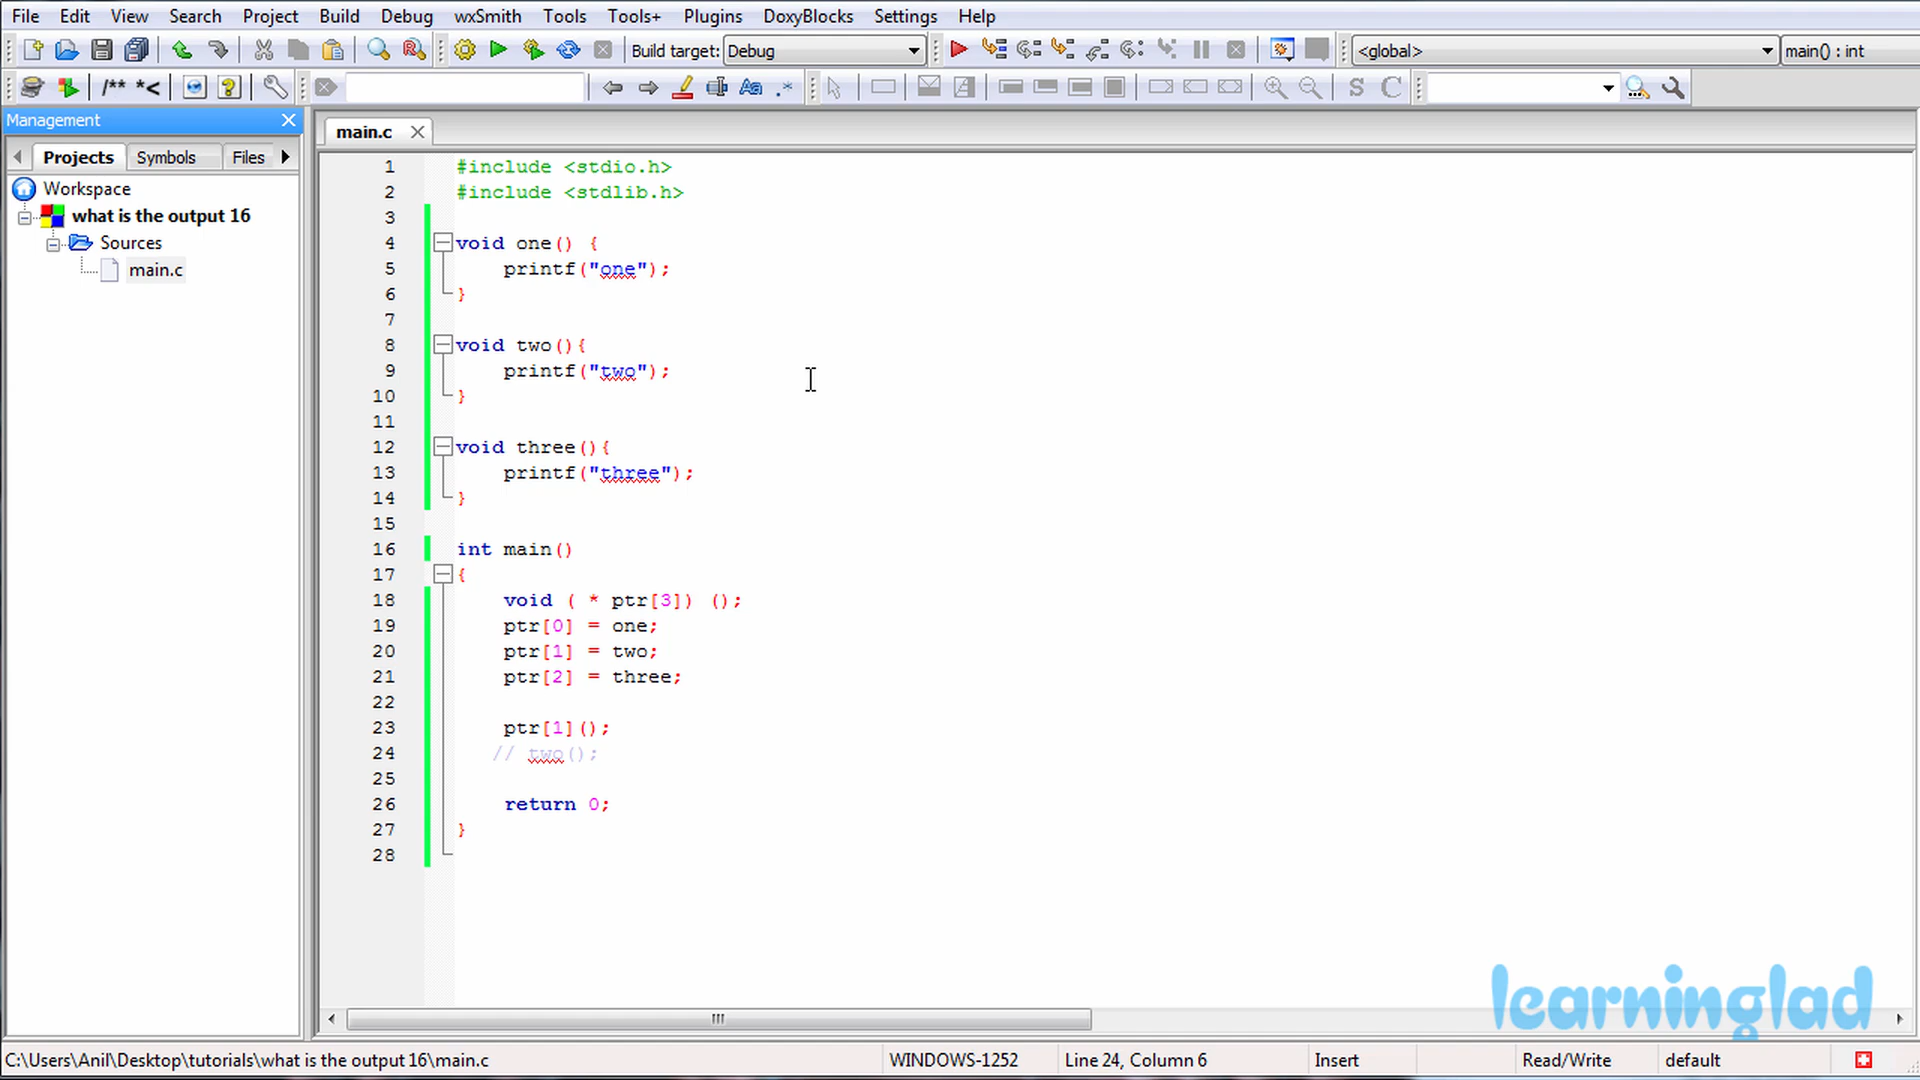 File Edit View Search Project Build Debug wxSmith Tools Tools+ Plugins DoxyBlocks Settings Help
Build target: Debug <global> main() : int
/** *< Aa .* S C
Management
Projects Symbols Files
main.c
Workspace
what is the output 16
Sources
main.c
1 #include <stdio.h>
2 #include <stdlib.h>
3
4 void one() {
5 printf("one");
6 }
7
8 void two(){
9 printf("two");
10 }
11
12 void three(){
13 printf("three");
14 }
15
16 int main()
17 {
18 void ( * ptr[3]) ();
19 ptr[0] = one;
20 ptr[1] = two;
21 ptr[2] = three;
22
23 ptr[1]();
24 // two();
25
26 return 0;
27 }
28
learninglad
C:\Users\Anil\Desktop\tutorials\what is the output 16\main.c WINDOWS-1252 Line 24, Column 6 Insert Read/Write default